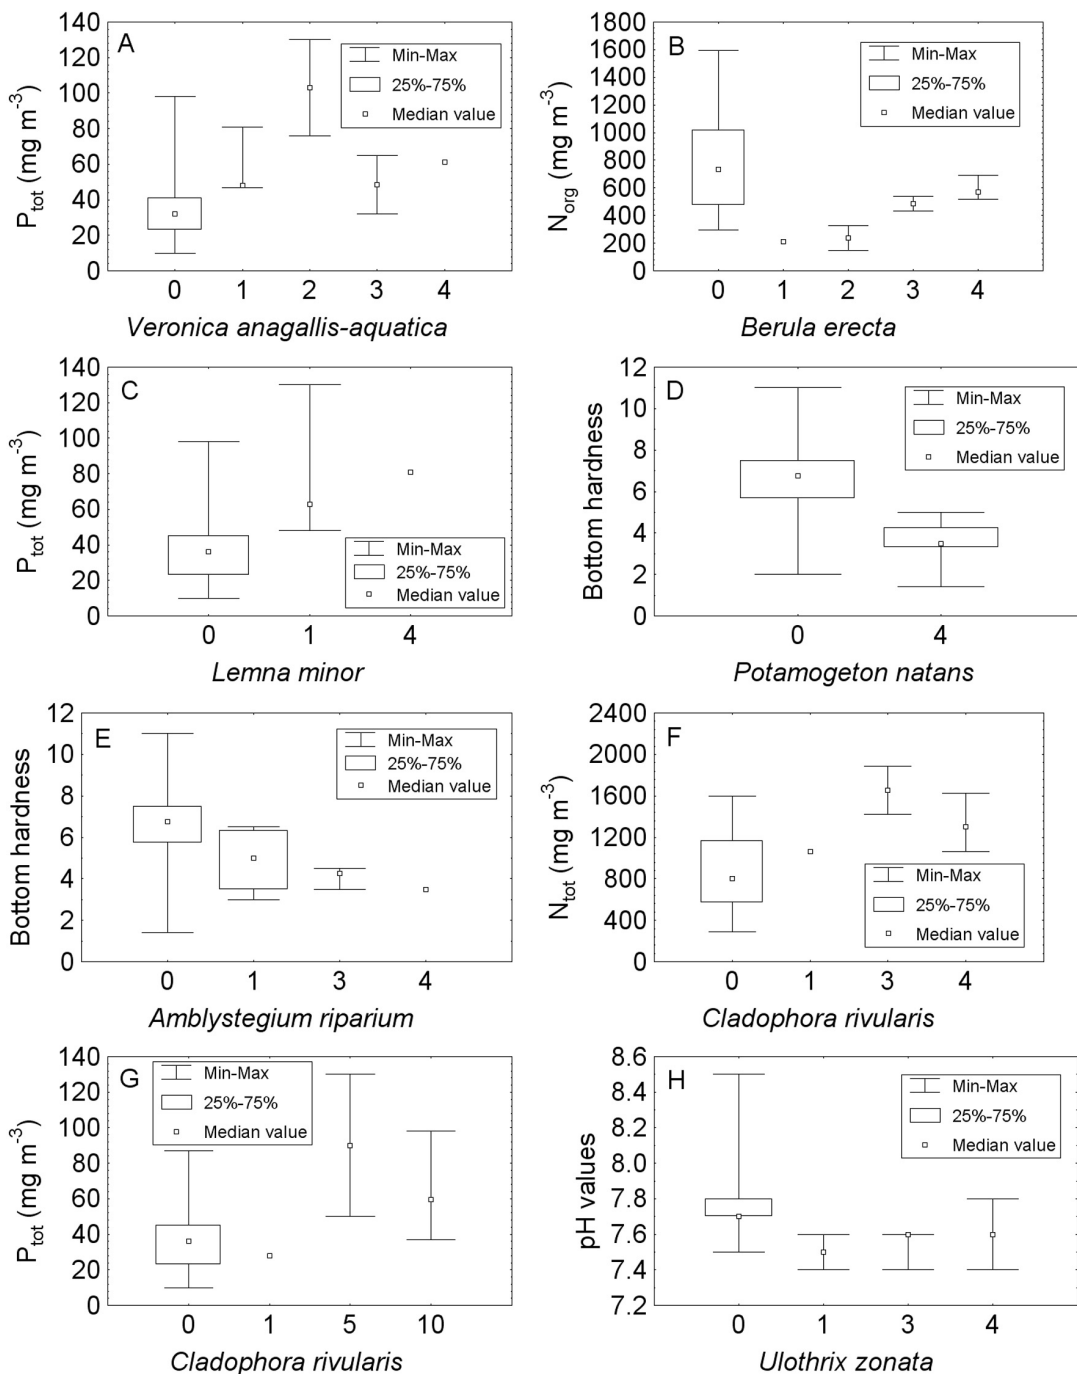 A
140
120
100
80
60
40
20
0
P_tot (mg m^-3)
Min-Max
25%-75%
Median value
0 1 2 3 4
Veronica anagallis-aquatica
B
1800
1600
1400
1200
1000
800
600
400
200
0
N_org (mg m^-3)
Min-Max
25%-75%
Median value
0 1 2 3 4
Berula erecta
C
140
120
100
80
60
40
20
0
P_tot (mg m^-3)
Min-Max
25%-75%
Median value
0 1 4
Lemna minor
D
12
10
8
6
4
2
0
Bottom hardness
Min-Max
25%-75%
Median value
0 4
Potamogeton natans
E
12
10
8
6
4
2
0
Bottom hardness
Min-Max
25%-75%
Median value
0 1 3 4
Amblystegium riparium
F
2400
2000
1600
1200
800
400
0
N_tot (mg m^-3)
Min-Max
25%-75%
Median value
0 1 3 4
Cladophora rivularis
G
140
120
100
80
60
40
20
0
P_tot (mg m^-3)
Min-Max
25%-75%
Median value
0 1 5 10
Cladophora rivularis
H
8.6
8.4
8.2
8.0
7.8
7.6
7.4
7.2
pH values
Min-Max
25%-75%
Median value
0 1 3 4
Ulothrix zonata